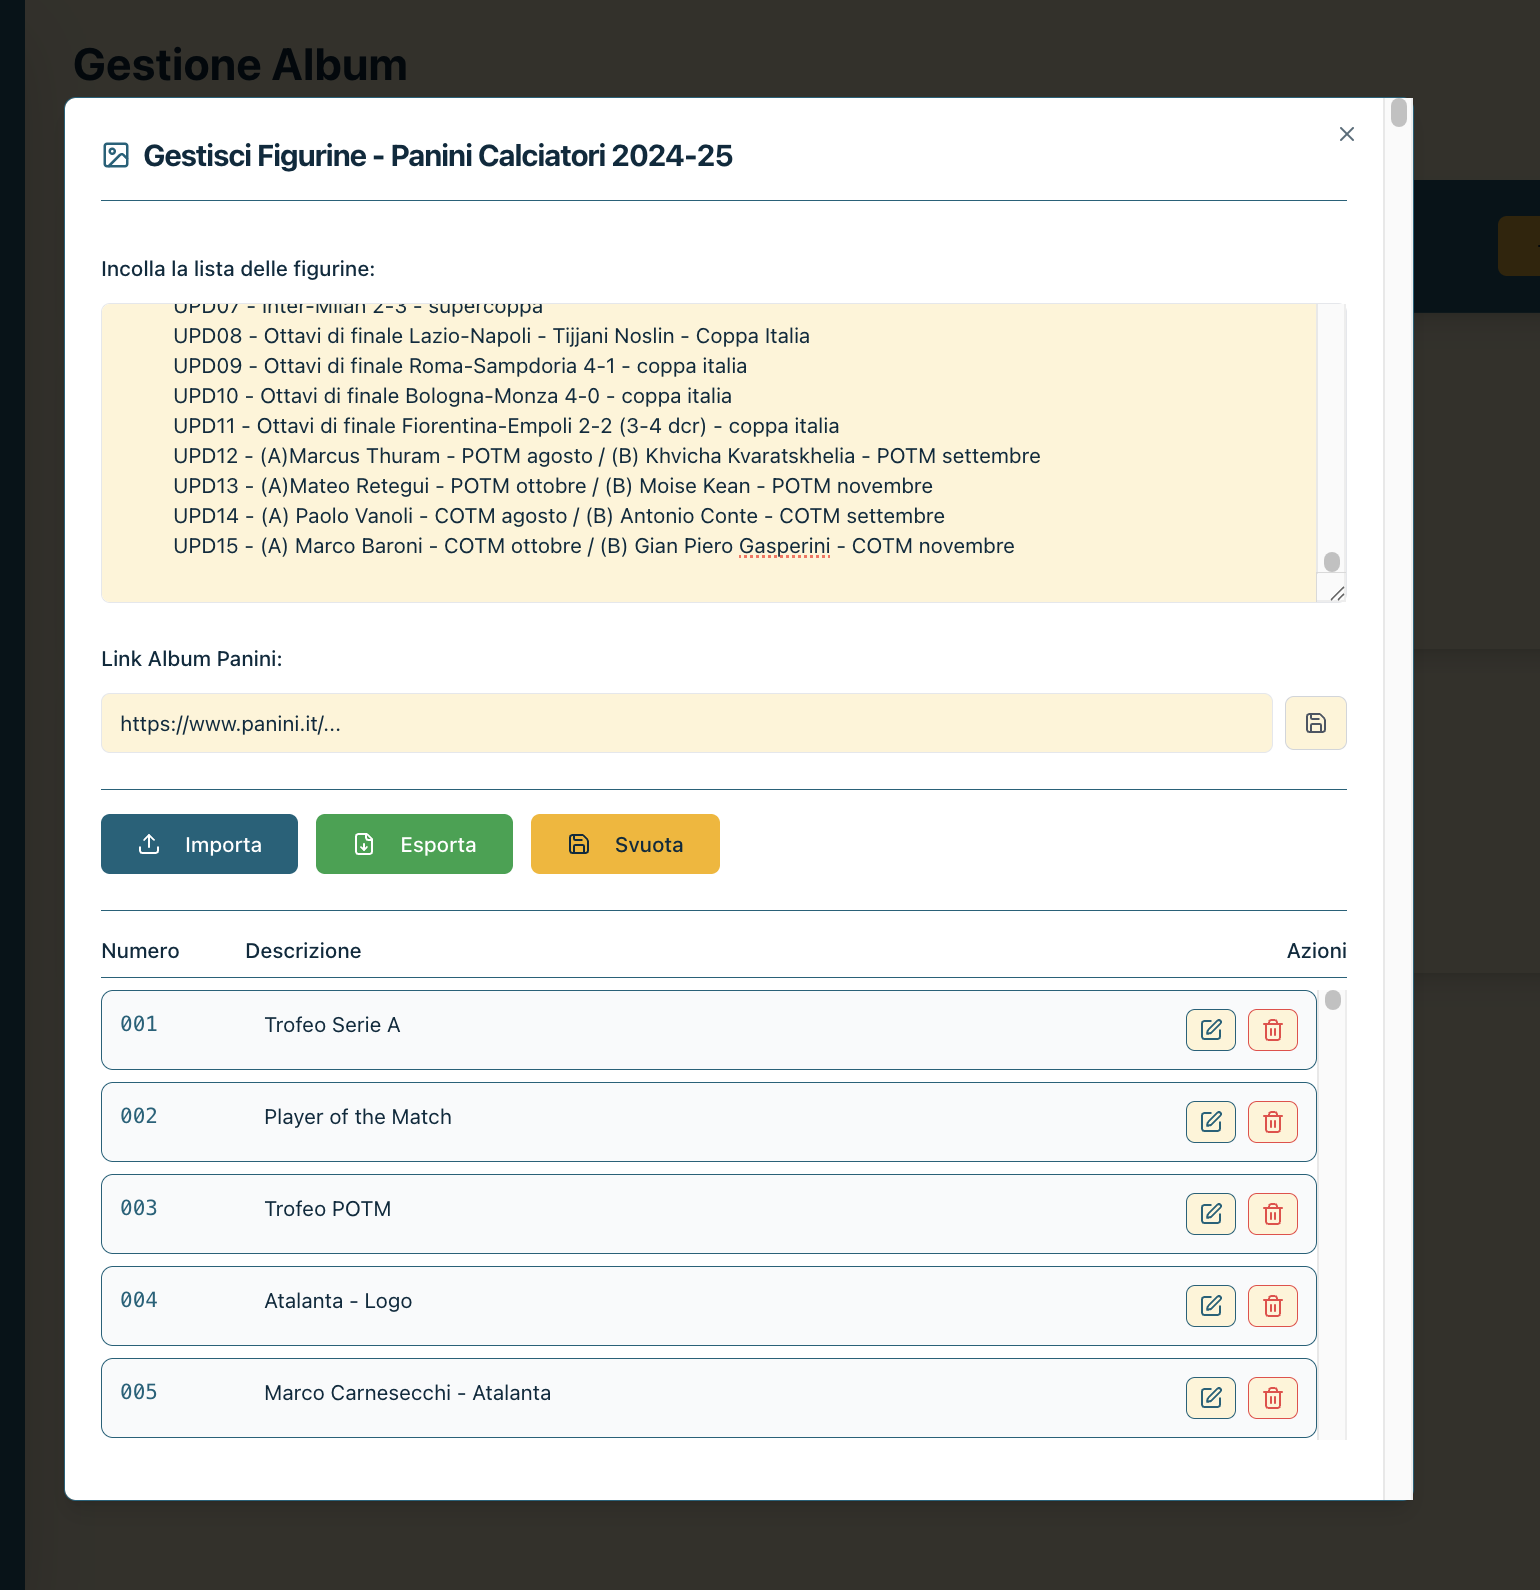 Gestione Album
Gestisci Figurine - Panini Calciatori 2024-25
Incolla la lista delle figurine:
UPD07 - Inter-Milan 2-3 - supercoppa
UPD08 - Ottavi di finale Lazio-Napoli - Tijjani Noslin - Coppa Italia
UPD09 - Ottavi di finale Roma-Sampdoria 4-1 - coppa italia
UPD10 - Ottavi di finale Bologna-Monza 4-0 - coppa italia
UPD11 - Ottavi di finale Fiorentina-Empoli 2-2 (3-4 dcr) - coppa italia
UPD12 - (A)Marcus Thuram - POTM agosto / (B) Khvicha Kvaratskhelia - POTM settembre
UPD13 - (A)Mateo Retegui - POTM ottobre / (B) Moise Kean - POTM novembre
UPD14 - (A) Paolo Vanoli - COTM agosto / (B) Antonio Conte - COTM settembre
UPD15 - (A) Marco Baroni - COTM ottobre / (B) Gian Piero Gasperini - COTM novembre
Link Album Panini:
https://www.panini.it/...
Importa Esporta Svuota
Numero Descrizione Azioni
001 Trofeo Serie A
002 Player of the Match
003 Trofeo POTM
004 Atalanta - Logo
005 Marco Carnesecchi - Atalanta